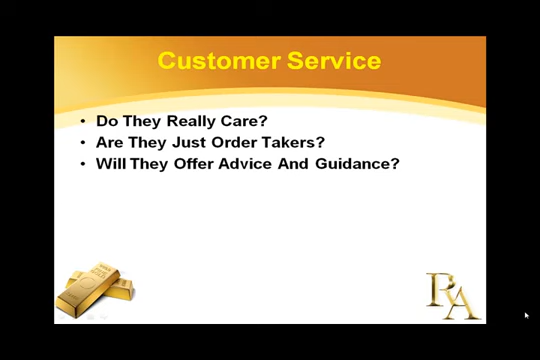 Customer Service
• Do They Really Care?
• Are They Just Order Takers?
• Will They Offer Advice And Guidance?
RA